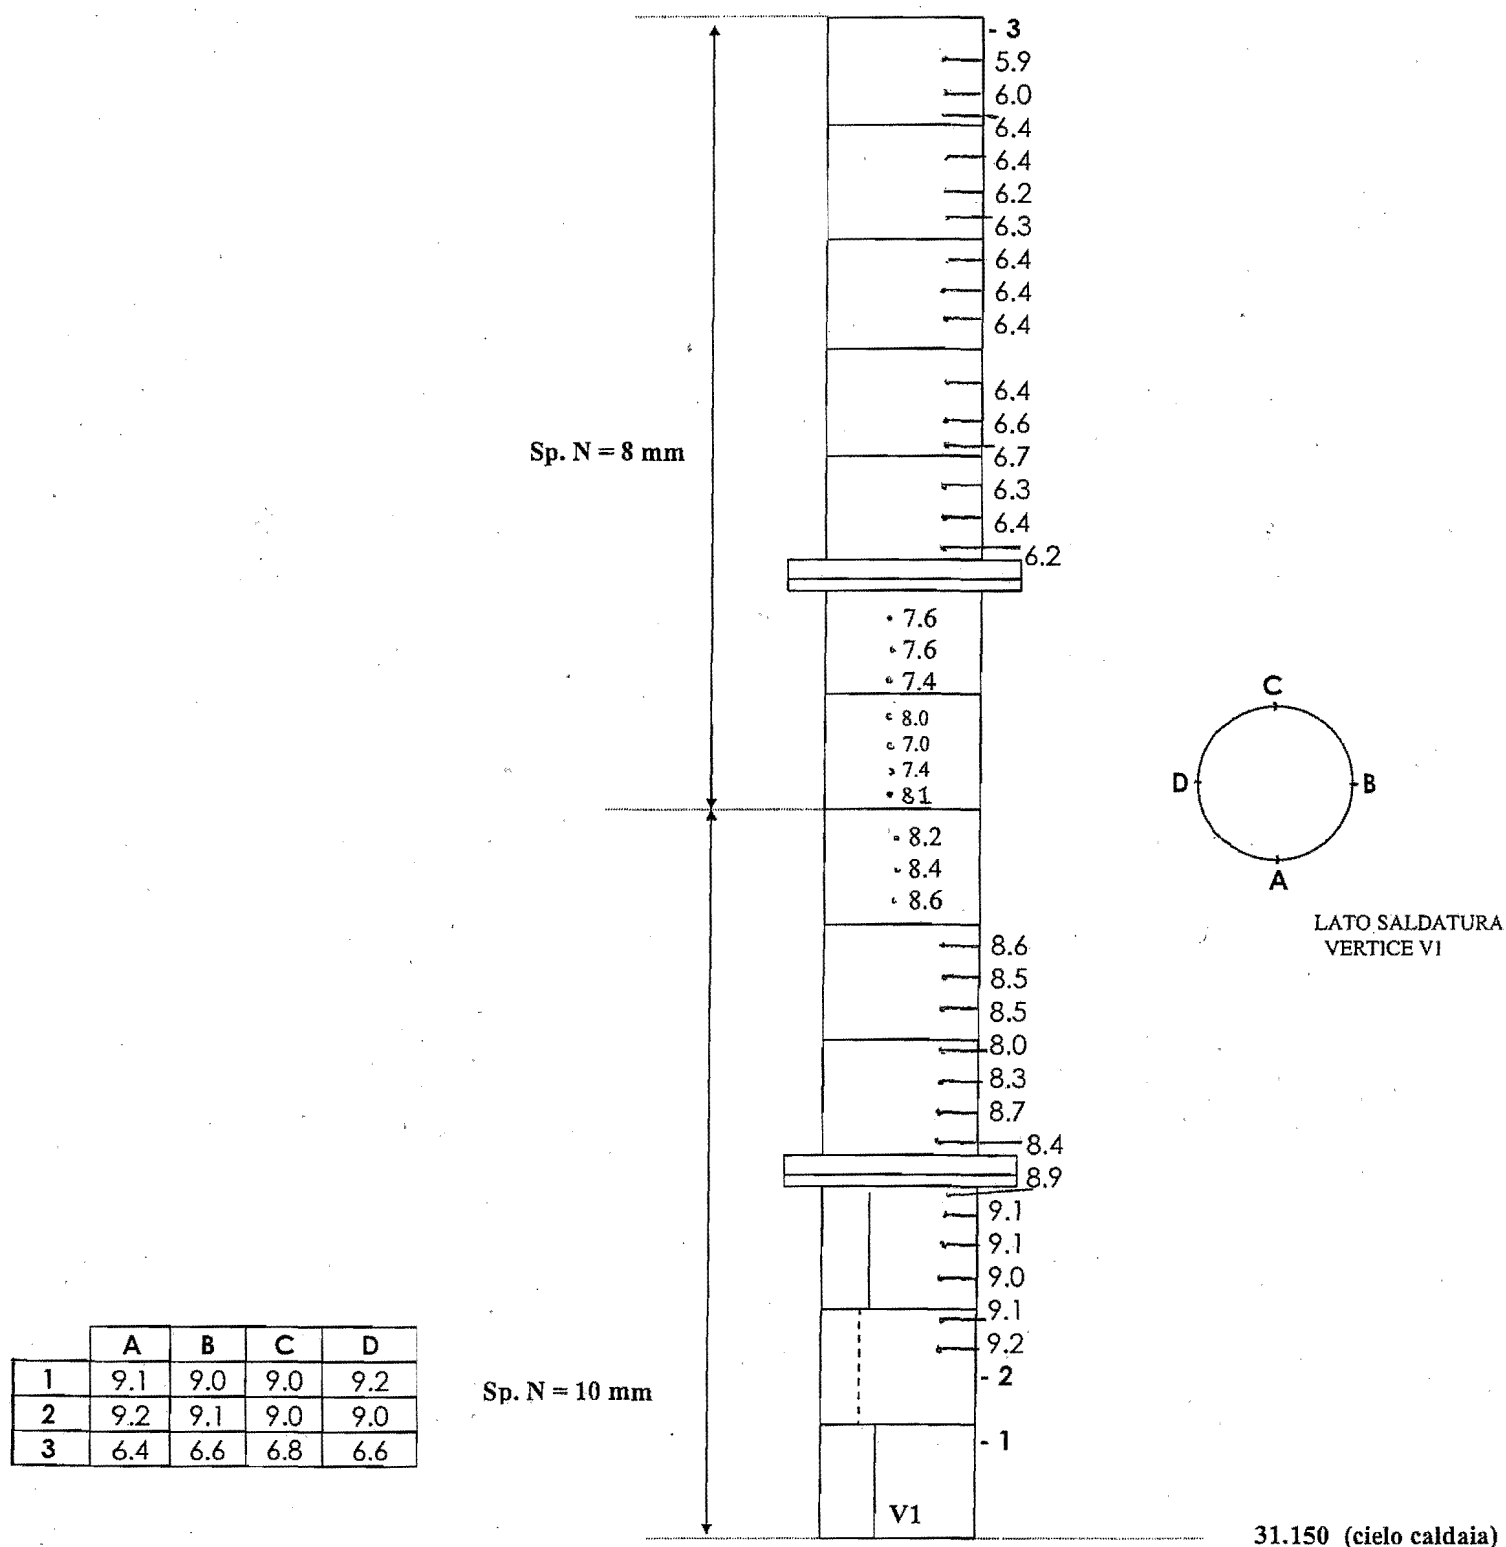 - 3
5.9
6.0
6.4
6.4
6.2
6.3
6.4
6.4
6.4
6.4
6.6
Sp. N = 8 mm
6.7
6.3
6.4
6.2
7.6
7.6
7.4
8.0
7.0
7.4
81
C
D
B
A
8.2
8.4
8.6
LATO SALDATURA
VERTICE V1
8.6
8.5
8.5
8.0
8.3
8.7
8.4
8.9
9.1
9.1
9.0
9.1
9.2
- 2
A B C D
1 9.1 9.0 9.0 9.2
2 9.2 9.1 9.0 9.0
3 6.4 6.6 6.8 6.6
Sp. N = 10 mm
- 1
V1
31.150 (cielo caldaia)